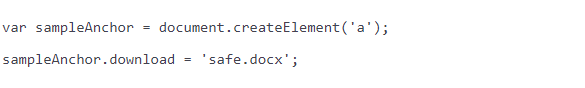 var sampleAnchor = document.createElement('a');
sampleAnchor.download = 'safe.docx';